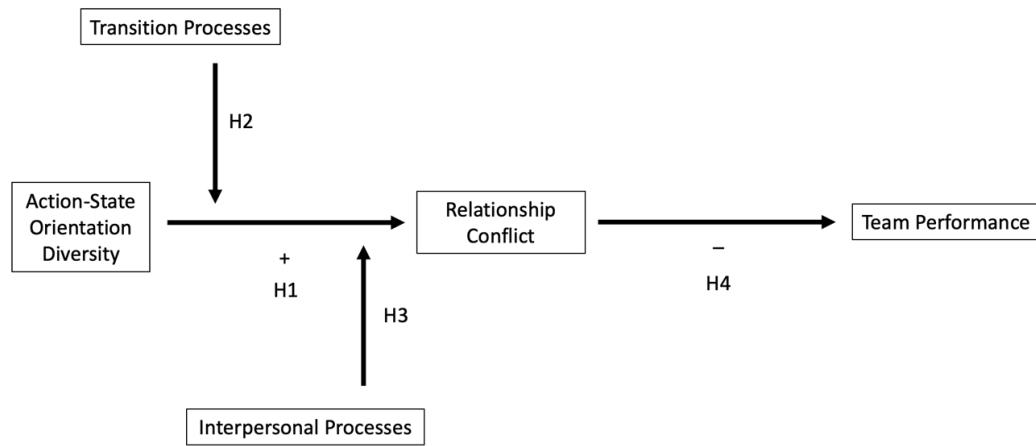 Transition Processes
H2
Action-State
Orientation
Diversity
Relationship
Conflict
Team Performance
+
H1
–
H4
H3
Interpersonal Processes